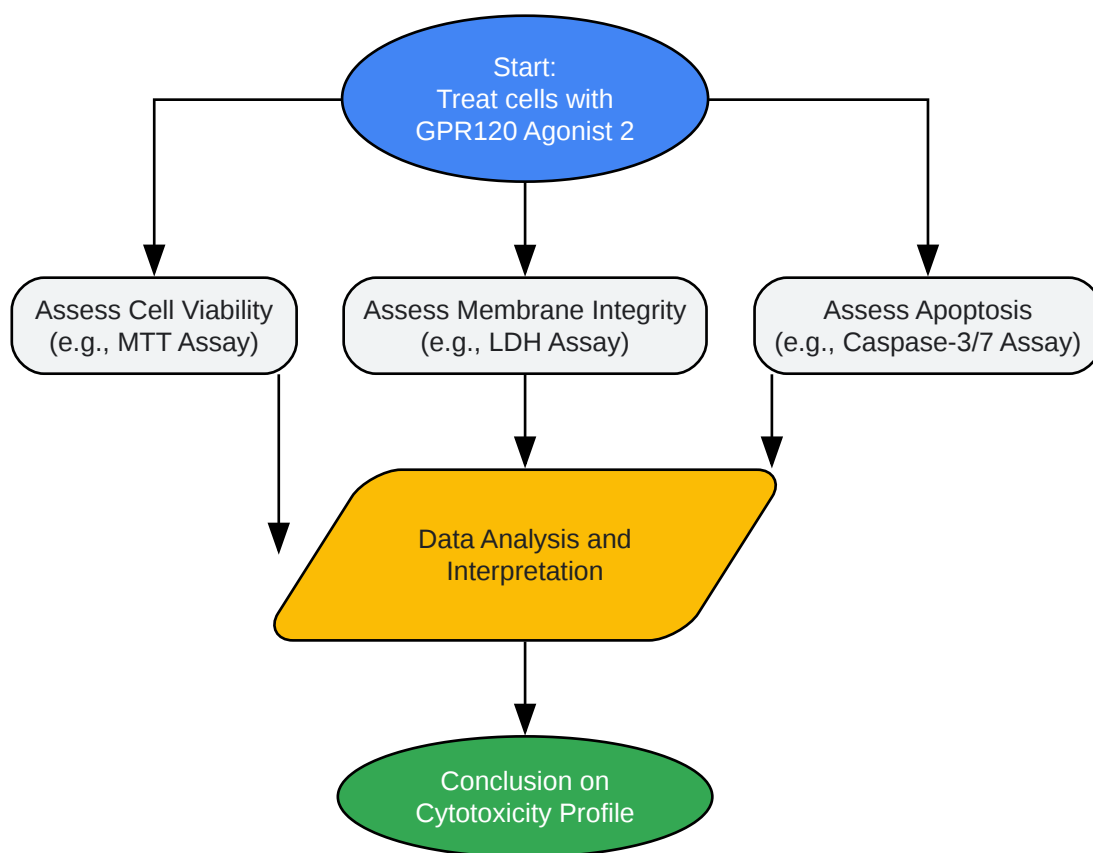 Start:
Treat cells with
GPR120 Agonist 2
Assess Cell Viability
(e.g., MTT Assay)
Assess Membrane Integrity
(e.g., LDH Assay)
Assess Apoptosis
(e.g., Caspase-3/7 Assay)
Data Analysis and
Interpretation
Conclusion on
Cytotoxicity Profile